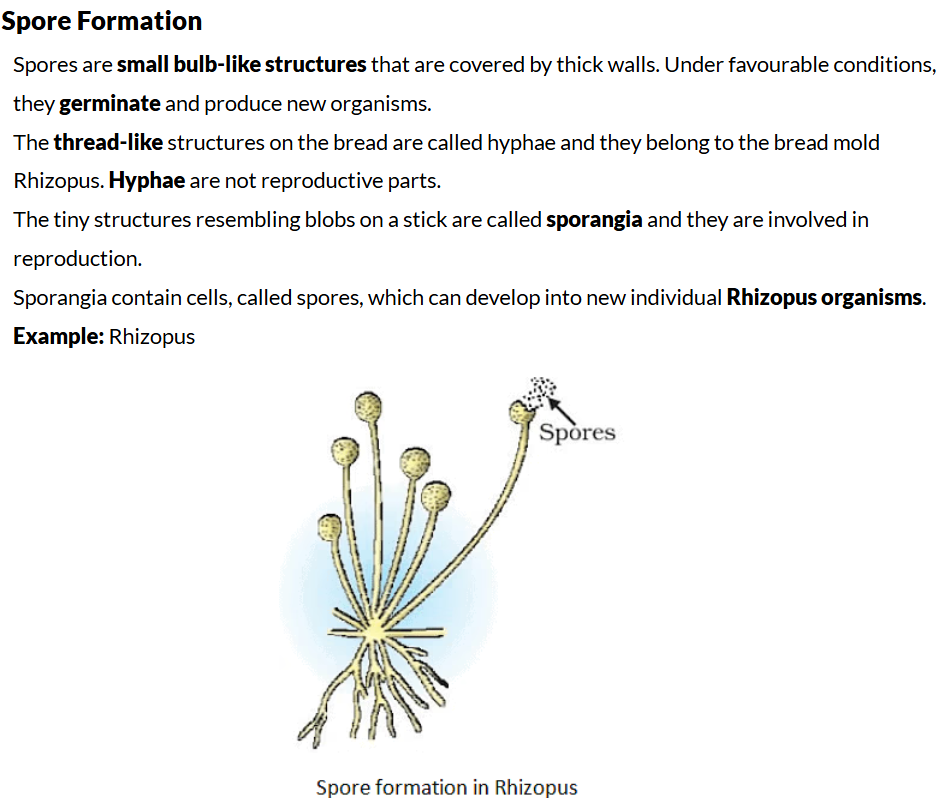 Spore Formation
Spores are small bulb-like structures that are covered by thick walls. Under favourable conditions,
they germinate and produce new organisms.
The thread-like structures on the bread are called hyphae and they belong to the bread mold
Rhizopus. Hyphae are not reproductive parts.
The tiny structures resembling blobs on a stick are called sporangia and they are involved in
reproduction.
Sporangia contain cells, called spores, which can develop into new individual Rhizopus organisms.
Example: Rhizopus
Spores
Spore formation in Rhizopus